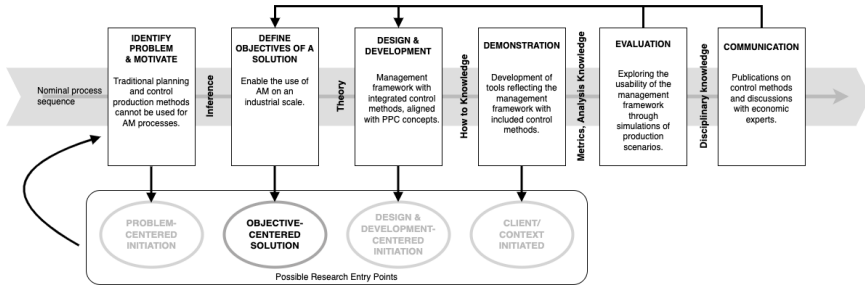 IDENTIFY
PROBLEM
& MOTIVATE
Traditional planning
and control
production methods
cannot be used for
AM processes.
DEFINE
OBJECTIVES OF A
SOLUTION
Enable the use of
AM on an
industrial scale.
DESIGN &
DEVELOPMENT
Management
framework with
integrated control
methods, aligned
with PPC concepts.
DEMONSTRATION
Development of
tools reflecting the
management
framework with
included control
methods.
EVALUATION
Exploring the
usability of the
management
framework
through
simulations of
production
scenarios.
COMMUNICATION
Publications on
control methods
and discussions
with economic
experts.
Nominal process
sequence
Inference
Theory
How to Knowledge
Metrics, Analysis Knowledge
Disciplinary knowledge
PROBLEM-
CENTERED
INITIATION
OBJECTIVE-
CENTERED
SOLUTION
DESIGN &
DEVELOPMENT-
CENTERED
INITIATION
CLIENT/
CONTEXT
INITIATED
Possible Research Entry Points